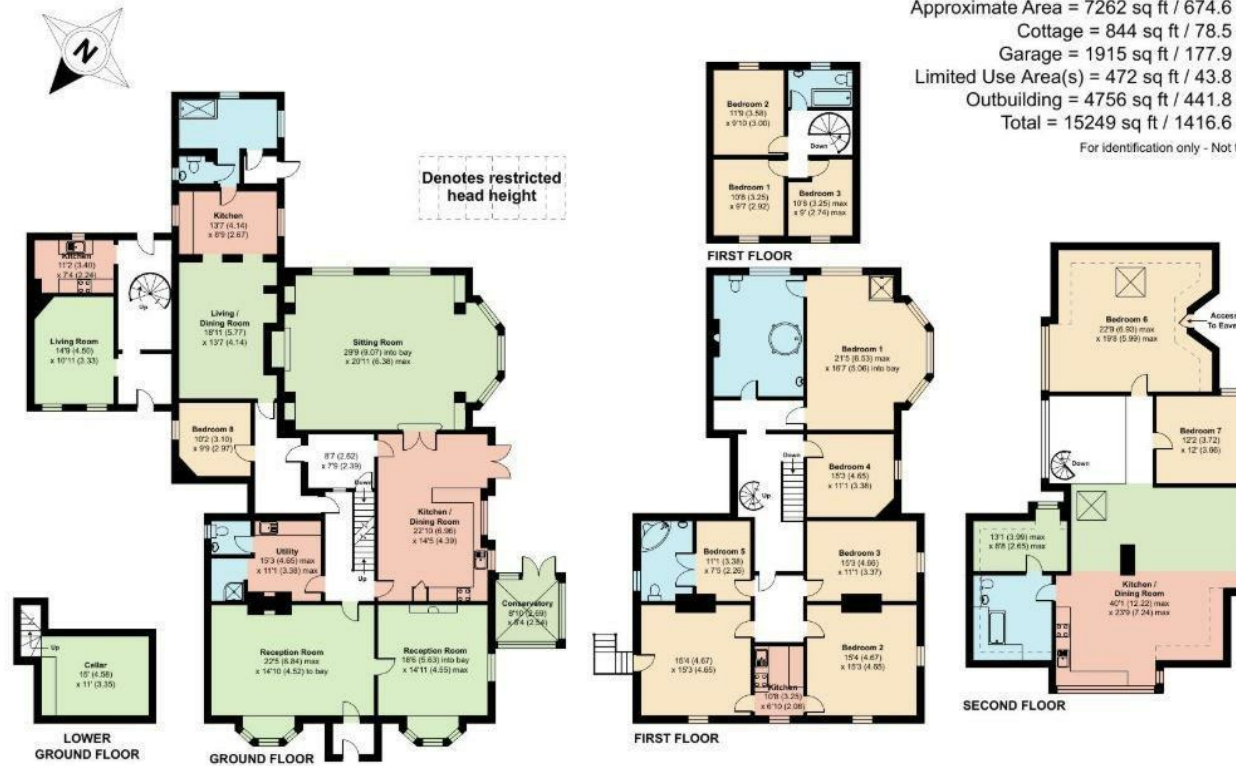 Approximate Area = 7262 sq ft / 674.6
Cottage = 844 sq ft / 78.5
Garage = 1915 sq ft / 177.9
Limited Use Area(s) = 472 sq ft / 43.8
Outbuilding = 4756 sq ft / 441.8
Total = 15249 sq ft / 1416.6
For identification only - Not
N
Denotes restricted
head height
Kitchen
13'7 (4.14)
x 8'9 (2.67)
Kitchen
11'2 (3.40)
x 7'4 (2.24)
Up
Living Room
14'9 (4.50)
x 10'11 (3.33)
Living /
Dining Room
18'11 (5.77)
x 13'7 (4.14)
Sitting Room
29'9 (9.07) into bay
x 20'11 (6.38) max
Bedroom 8
10'2 (3.10)
x 9'9 (2.97)
8'7 (2.62)
x 7'9 (2.39)
Down
Kitchen /
Dining Room
22'10 (6.96)
x 14'5 (4.39)
Utility
15'3 (4.65) max
x 11'1 (3.38) max
Up
Conservatory
8'10 (2.69)
x 8'4 (2.54)
Reception Room
22'5 (6.84) max
x 14'10 (4.52) to bay
Reception Room
18'6 (5.63) into bay
x 14'11 (4.55) max
Up
Cellar
15' (4.58)
x 11' (3.35)
LOWER
GROUND FLOOR
GROUND FLOOR
Bedroom 2
11'9 (3.58)
x 9'10 (3.00)
Down
Bedroom 1
10'8 (3.25)
x 9'7 (2.92)
Bedroom 3
10'8 (3.25) max
x 9' (2.74) max
FIRST FLOOR
Bedroom 1
21'5 (6.53) max
x 16'7 (5.06) into bay
Down
Up
Bedroom 4
15'3 (4.65)
x 11'1 (3.38)
Bedroom 5
11'1 (3.38)
x 7'5 (2.26)
Bedroom 3
15'3 (4.66)
x 11'1 (3.37)
15'4 (4.67)
x 15'3 (4.65)
Kitchen
10'8 (3.25)
x 6'10 (2.08)
Bedroom 2
15'4 (4.67)
x 15'3 (4.65)
FIRST FLOOR
Bedroom 6
22'9 (6.93) max
x 19'8 (5.99) max
Access
To Eave
Bedroom 7
12'2 (3.72)
x 12' (3.66)
Down
13'1 (3.99) max
x 8'8 (2.65) max
Kitchen /
Dining Room
40'1 (12.22) max
x 23'9 (7.24) max
SECOND FLOOR